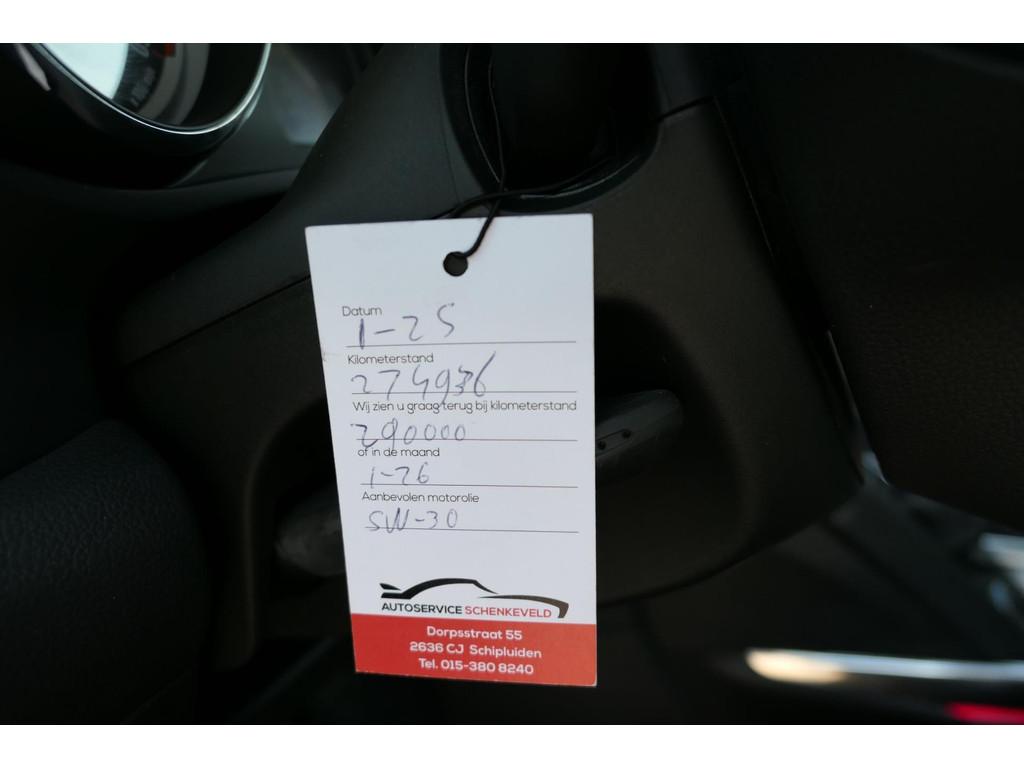 Datum
1-25
Kilometerstand
274936
Wij zien u graag terug bij kilometerstand
290000
of in de maand
1-26
Aanbevolen motorolie
5W-30
AUTOSERVICE SCHENKEVELD
Dorpsstraat 55
2636 CJ Schipluiden
Tel. 015-380 8240